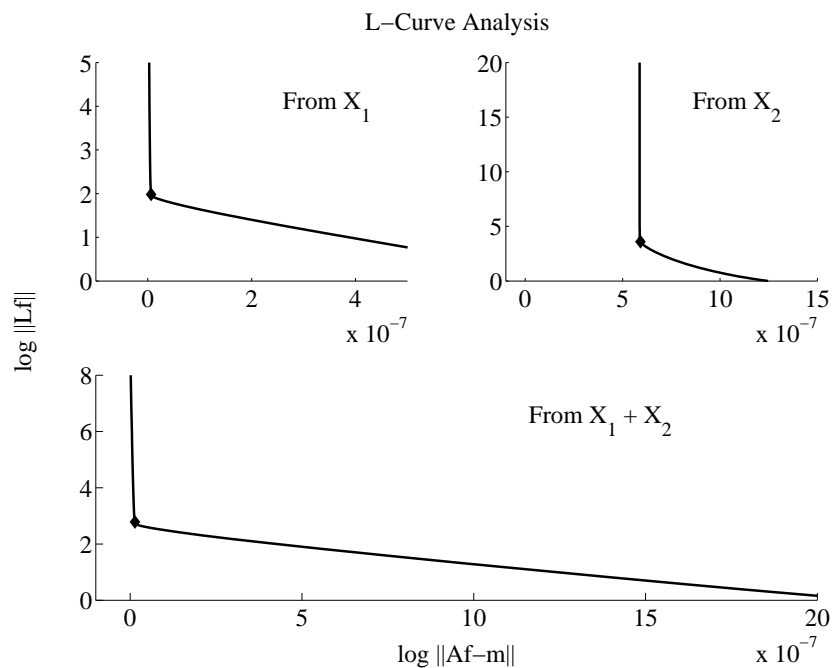 L–Curve Analysis
5
4
3
2
1
0
From X1
0 2 4
x 10−7
20
15
10
5
0
From X2
0 5 10 15
x 10−7
log ||Lf||
8
6
4
2
0
From X1 + X2
0 5 10 15 20
log ||Af−m||
x 10−7